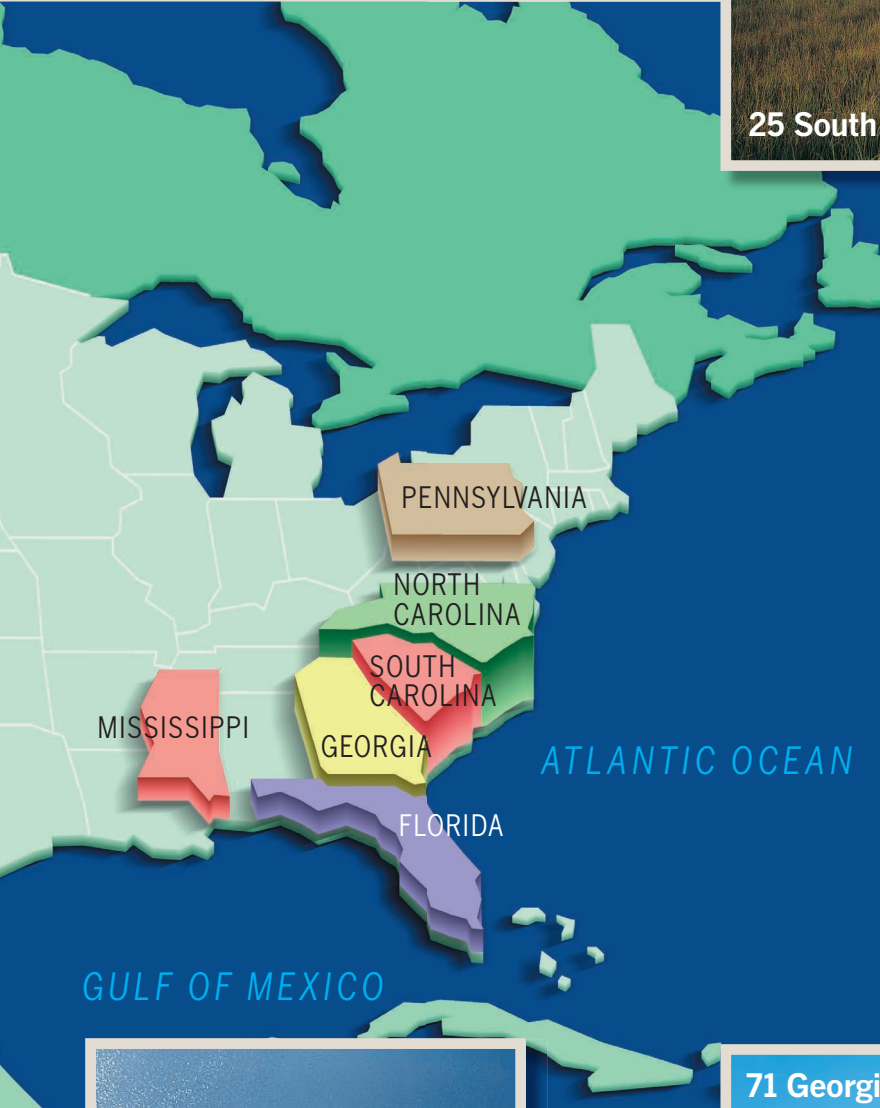 25 South
PENNSYLVANIA
NORTH
CAROLINA
SOUTH
CAROLINA
MISSISSIPPI
GEORGIA
ATLANTIC OCEAN
FLORIDA
GULF OF MEXICO
71 Georgi